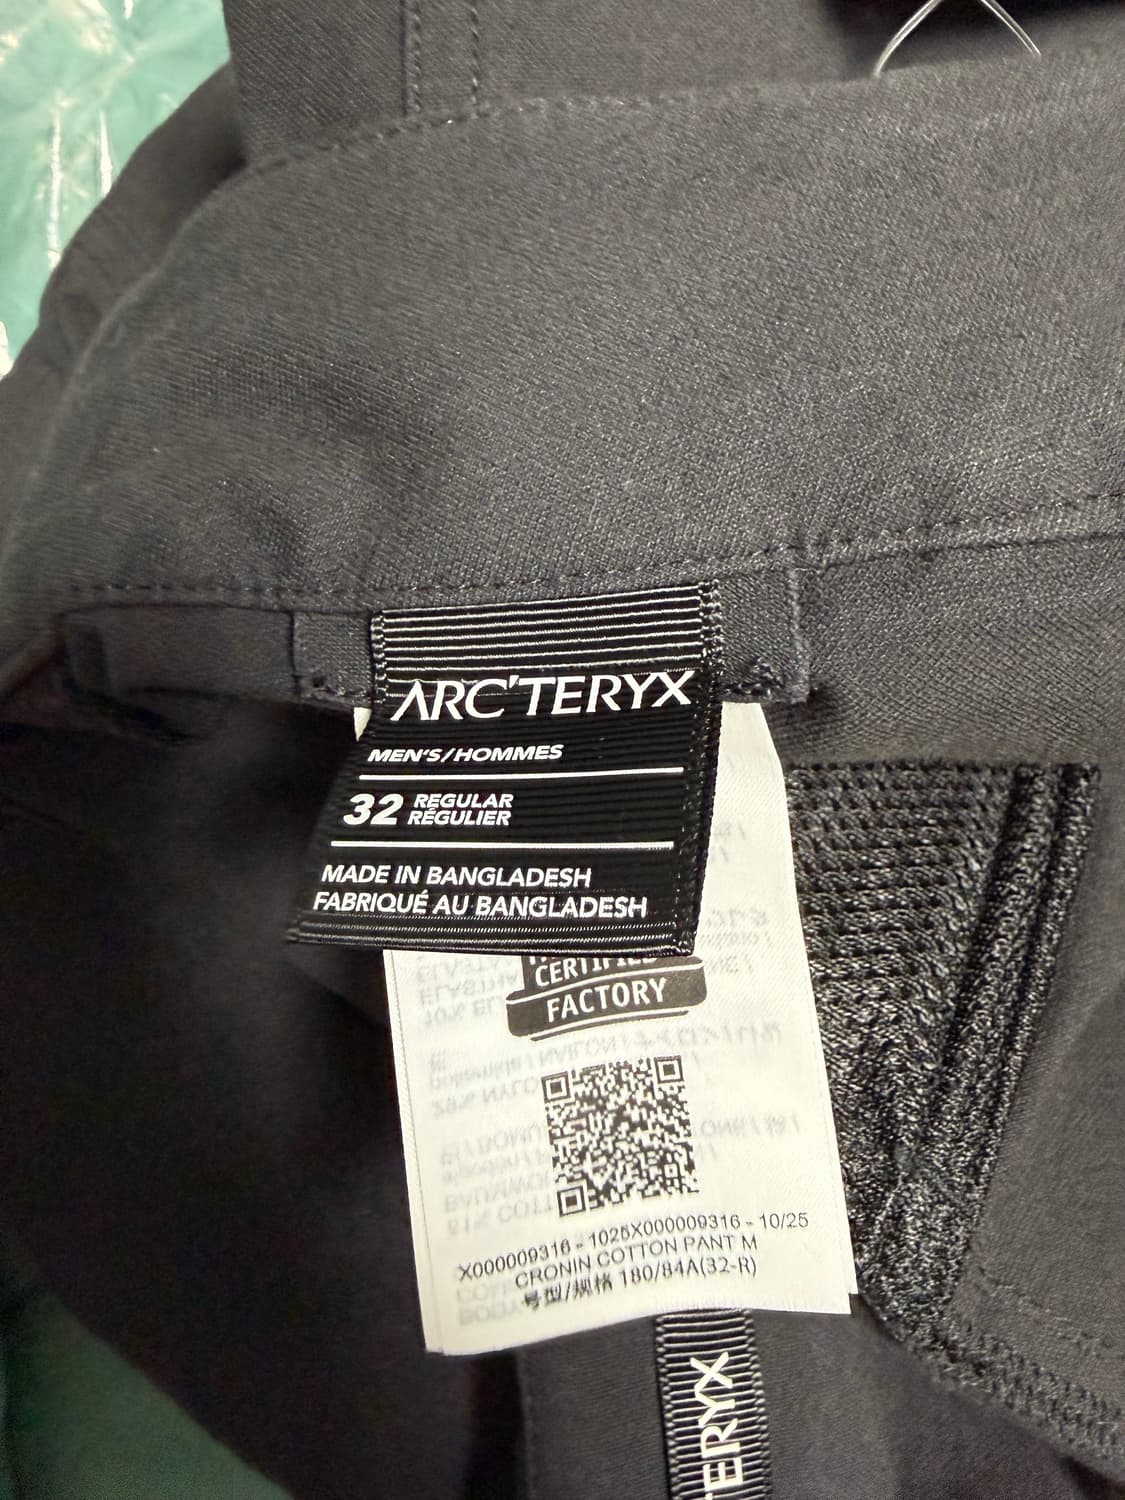 ARC'TERYX
MEN'S/HOMMES
32 REGULAR
RÉGULIER
MADE IN BANGLADESH
FABRIQUÉ AU BANGLADESH
CERTIFIED
FACTORY
X000009316 - 1025X000009316 - 10/25
CRONIN COTTON PANT M
号型/规格 180/84A(32-R)
TERYX